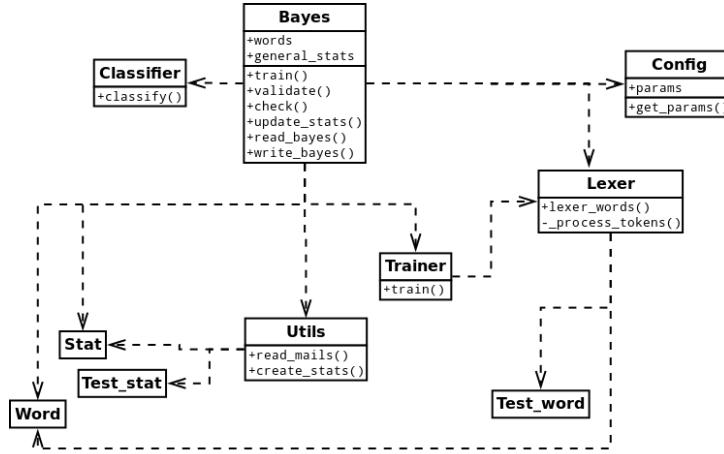 Bayes
+words
+general_stats
+train()
+validate()
+check()
+update_stats()
+read_bayes()
+write_bayes()
Classifier
+classify()
Config
+params
+get_params()
Lexer
+lexer_words()
-_process_tokens()
Trainer
+train()
Utils
+read_mails()
+create_stats()
Stat
Test_stat
Word
Test_word